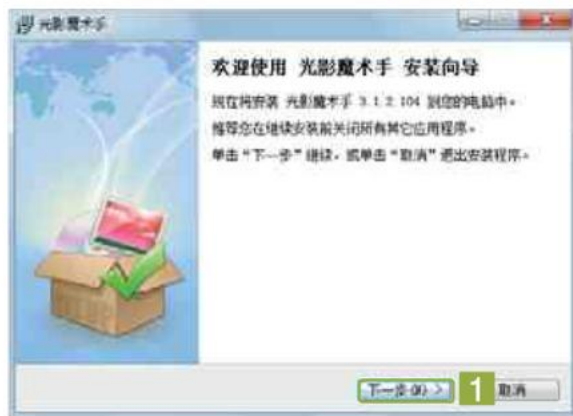 光影魔术手
欢迎使用 光影魔术手 安装向导
现在将安装 光影魔术手 3.1.2.104 到您的电脑中。
推荐您在继续安装前关闭所有其它应用程序。
单击“下一步”继续，或单击“取消”退出安装程序。
下一步(N) >
1
取消